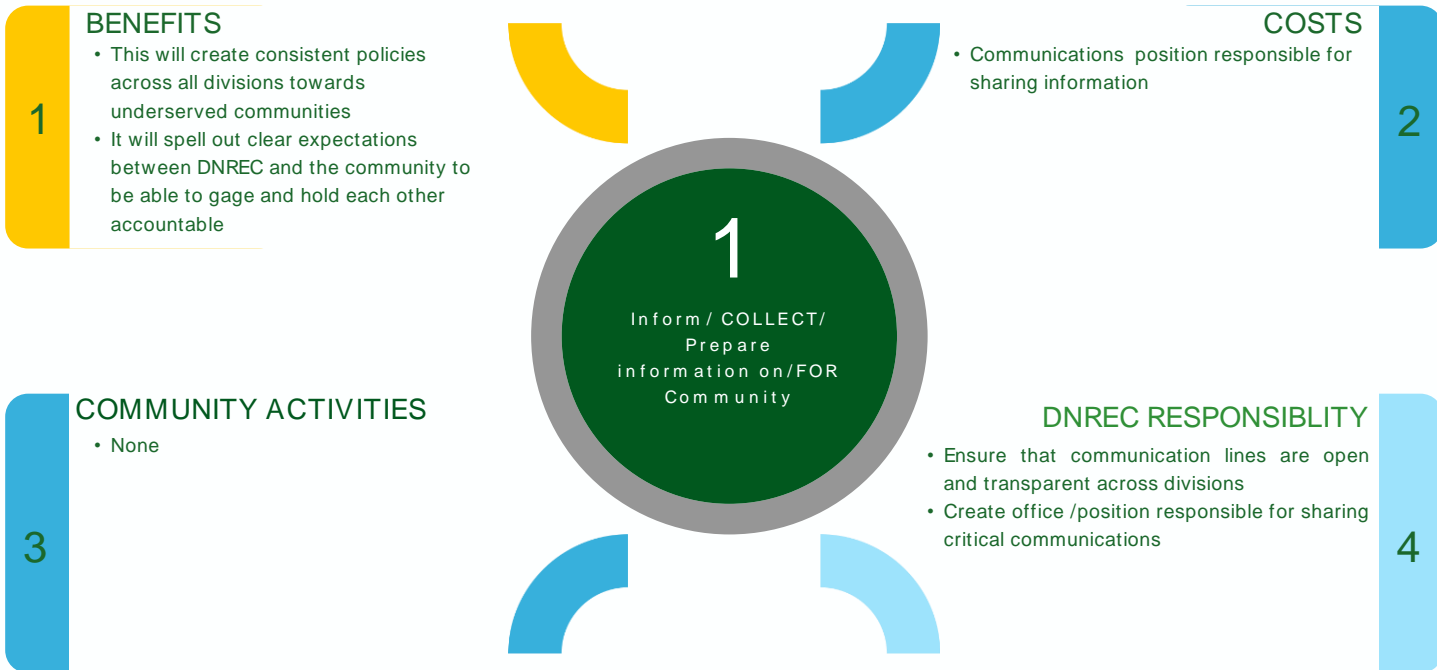 1
BENEFITS
• This will create consistent policies
across all divisions towards
underserved communities
• It will spell out clear expectations
between DNREC and the community to
be able to gage and hold each other
accountable
COSTS
• Communications position responsible for
sharing information
2
1
Inform/ COLLECT/
Prepare
information on/FOR
Community
3
COMMUNITY ACTIVITIES
• None
DNREC RESPONSIBLITY
• Ensure that communication lines are open
and transparent across divisions
• Create office /position responsible for sharing
critical communications
4